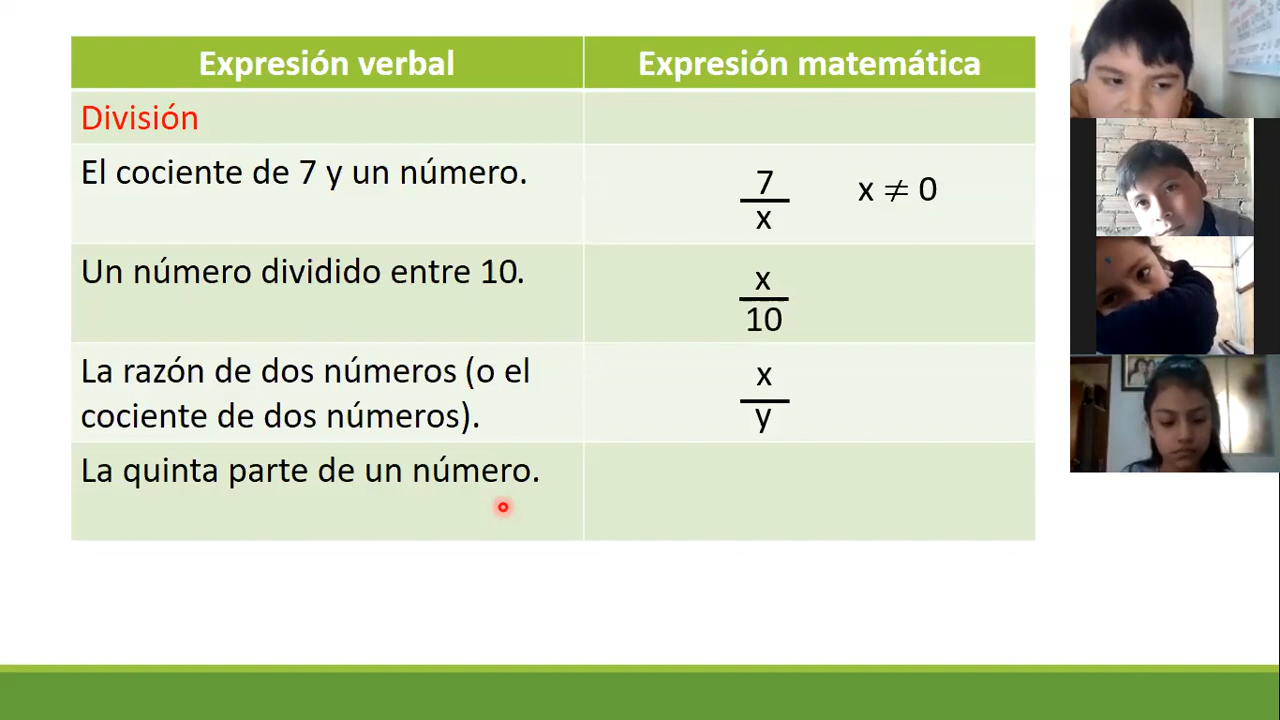 Expresión verbal
Expresión matemática
División
El cociente de 7 y un número.
7
x
x ≠ 0
Un número dividido entre 10.
x
10
La razón de dos números (o el
cociente de dos números).
x
y
La quinta parte de un número.